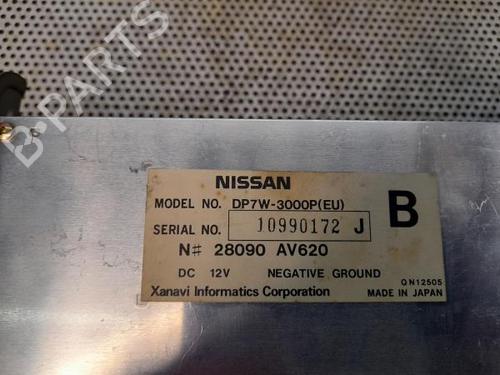 B-PARTS
NISSAN
MODEL NO. DP7W-3000P(EU)
SERIAL NO. 10990172 J
B
N# 28090 AV620
DC 12V NEGATIVE GROUND
QN12505
Xanavi Informatics Corporation MADE IN JAPAN